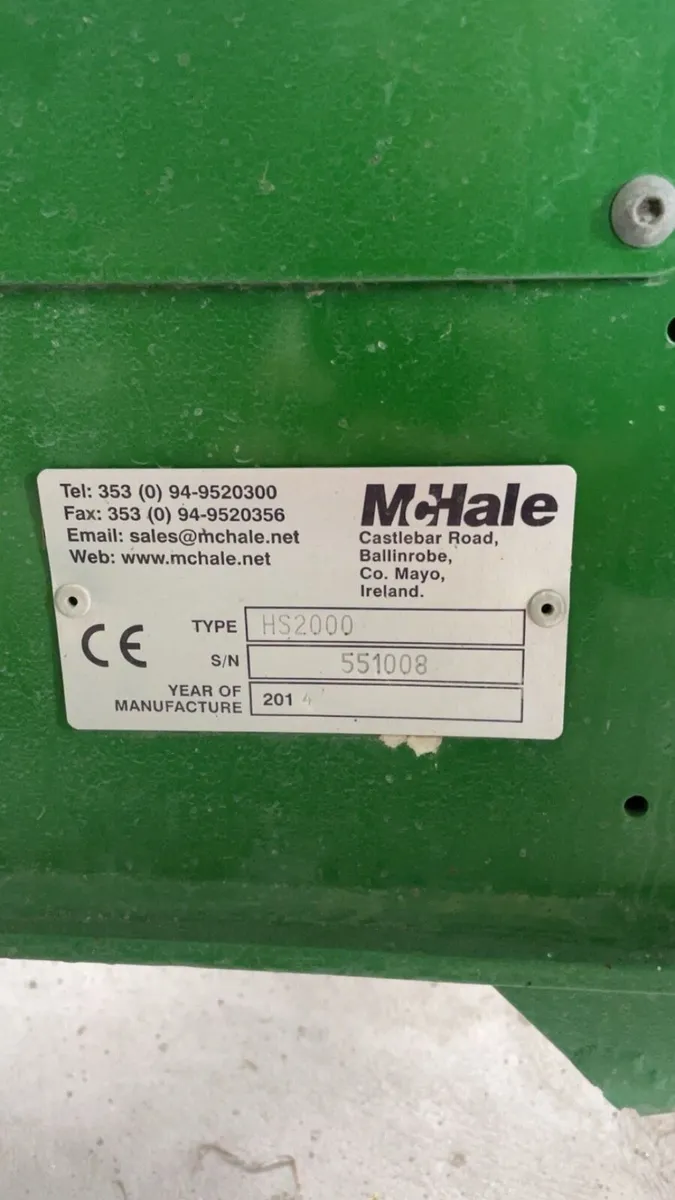 Tel: 353 (0) 94-9520300
Fax: 353 (0) 94-9520356
Email: sales@mchale.net
Web: www.mchale.net
McHale
Castlebar Road,
Ballinrobe,
Co. Mayo,
Ireland.
CE
TYPE HS2000
S/N 551008
YEAR OF
MANUFACTURE 2014